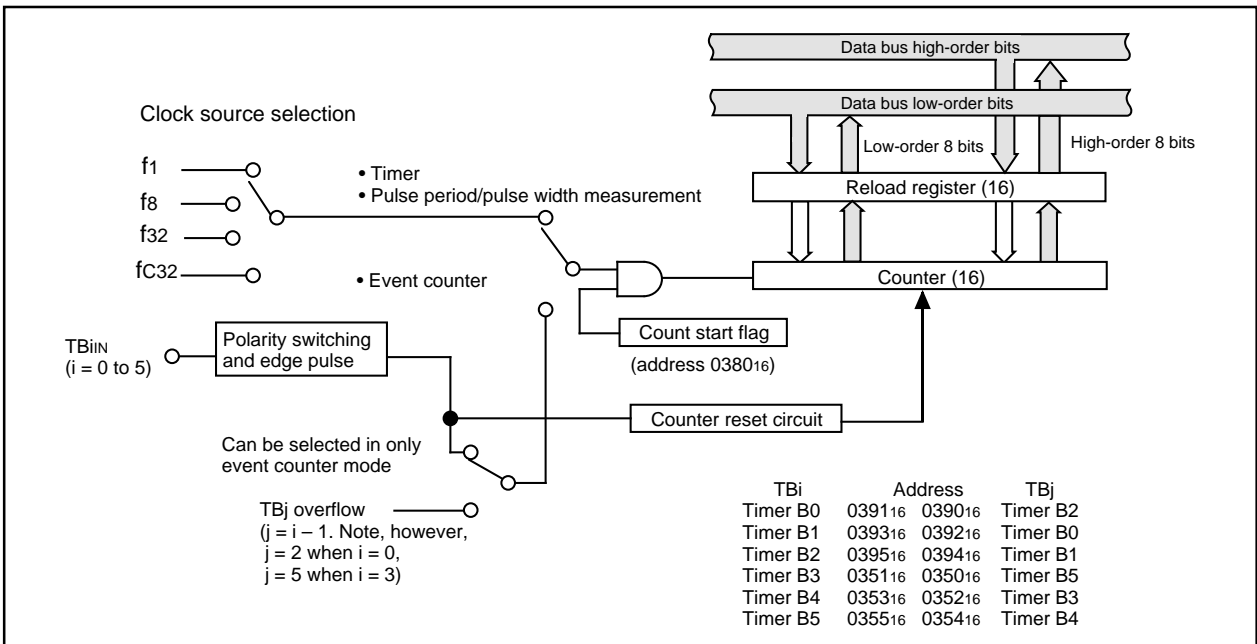 Data bus high-order bits
Data bus low-order bits
Clock source selection
Low-order 8 bits
High-order 8 bits
f1
• Timer
• Pulse period/pulse width measurement
Reload register (16)
f8
f32
fC32
• Event counter
Counter (16)
TBiIN
(i = 0 to 5)
Polarity switching
and edge pulse
Count start flag
(address 038016)
Counter reset circuit
Can be selected in only
event counter mode
TBj overflow
(j = i – 1. Note, however,
j = 2 when i = 0,
j = 5 when i = 3)
TBi Address TBj
Timer B0 039116 039016 Timer B2
Timer B1 039316 039216 Timer B0
Timer B2 039516 039416 Timer B1
Timer B3 035116 035016 Timer B5
Timer B4 035316 035216 Timer B3
Timer B5 035516 035416 Timer B4